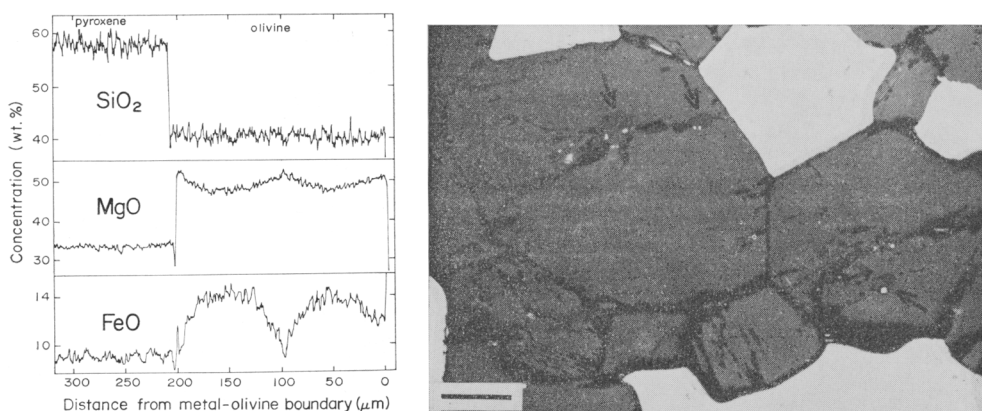 pyroxene
olivine
60
50
40
SiO₂
50
40
30
MgO
14
10
FeO
Concentration (wt. %)
300 250 200 150 100 50 0
Distance from metal-olivine boundary (μm)